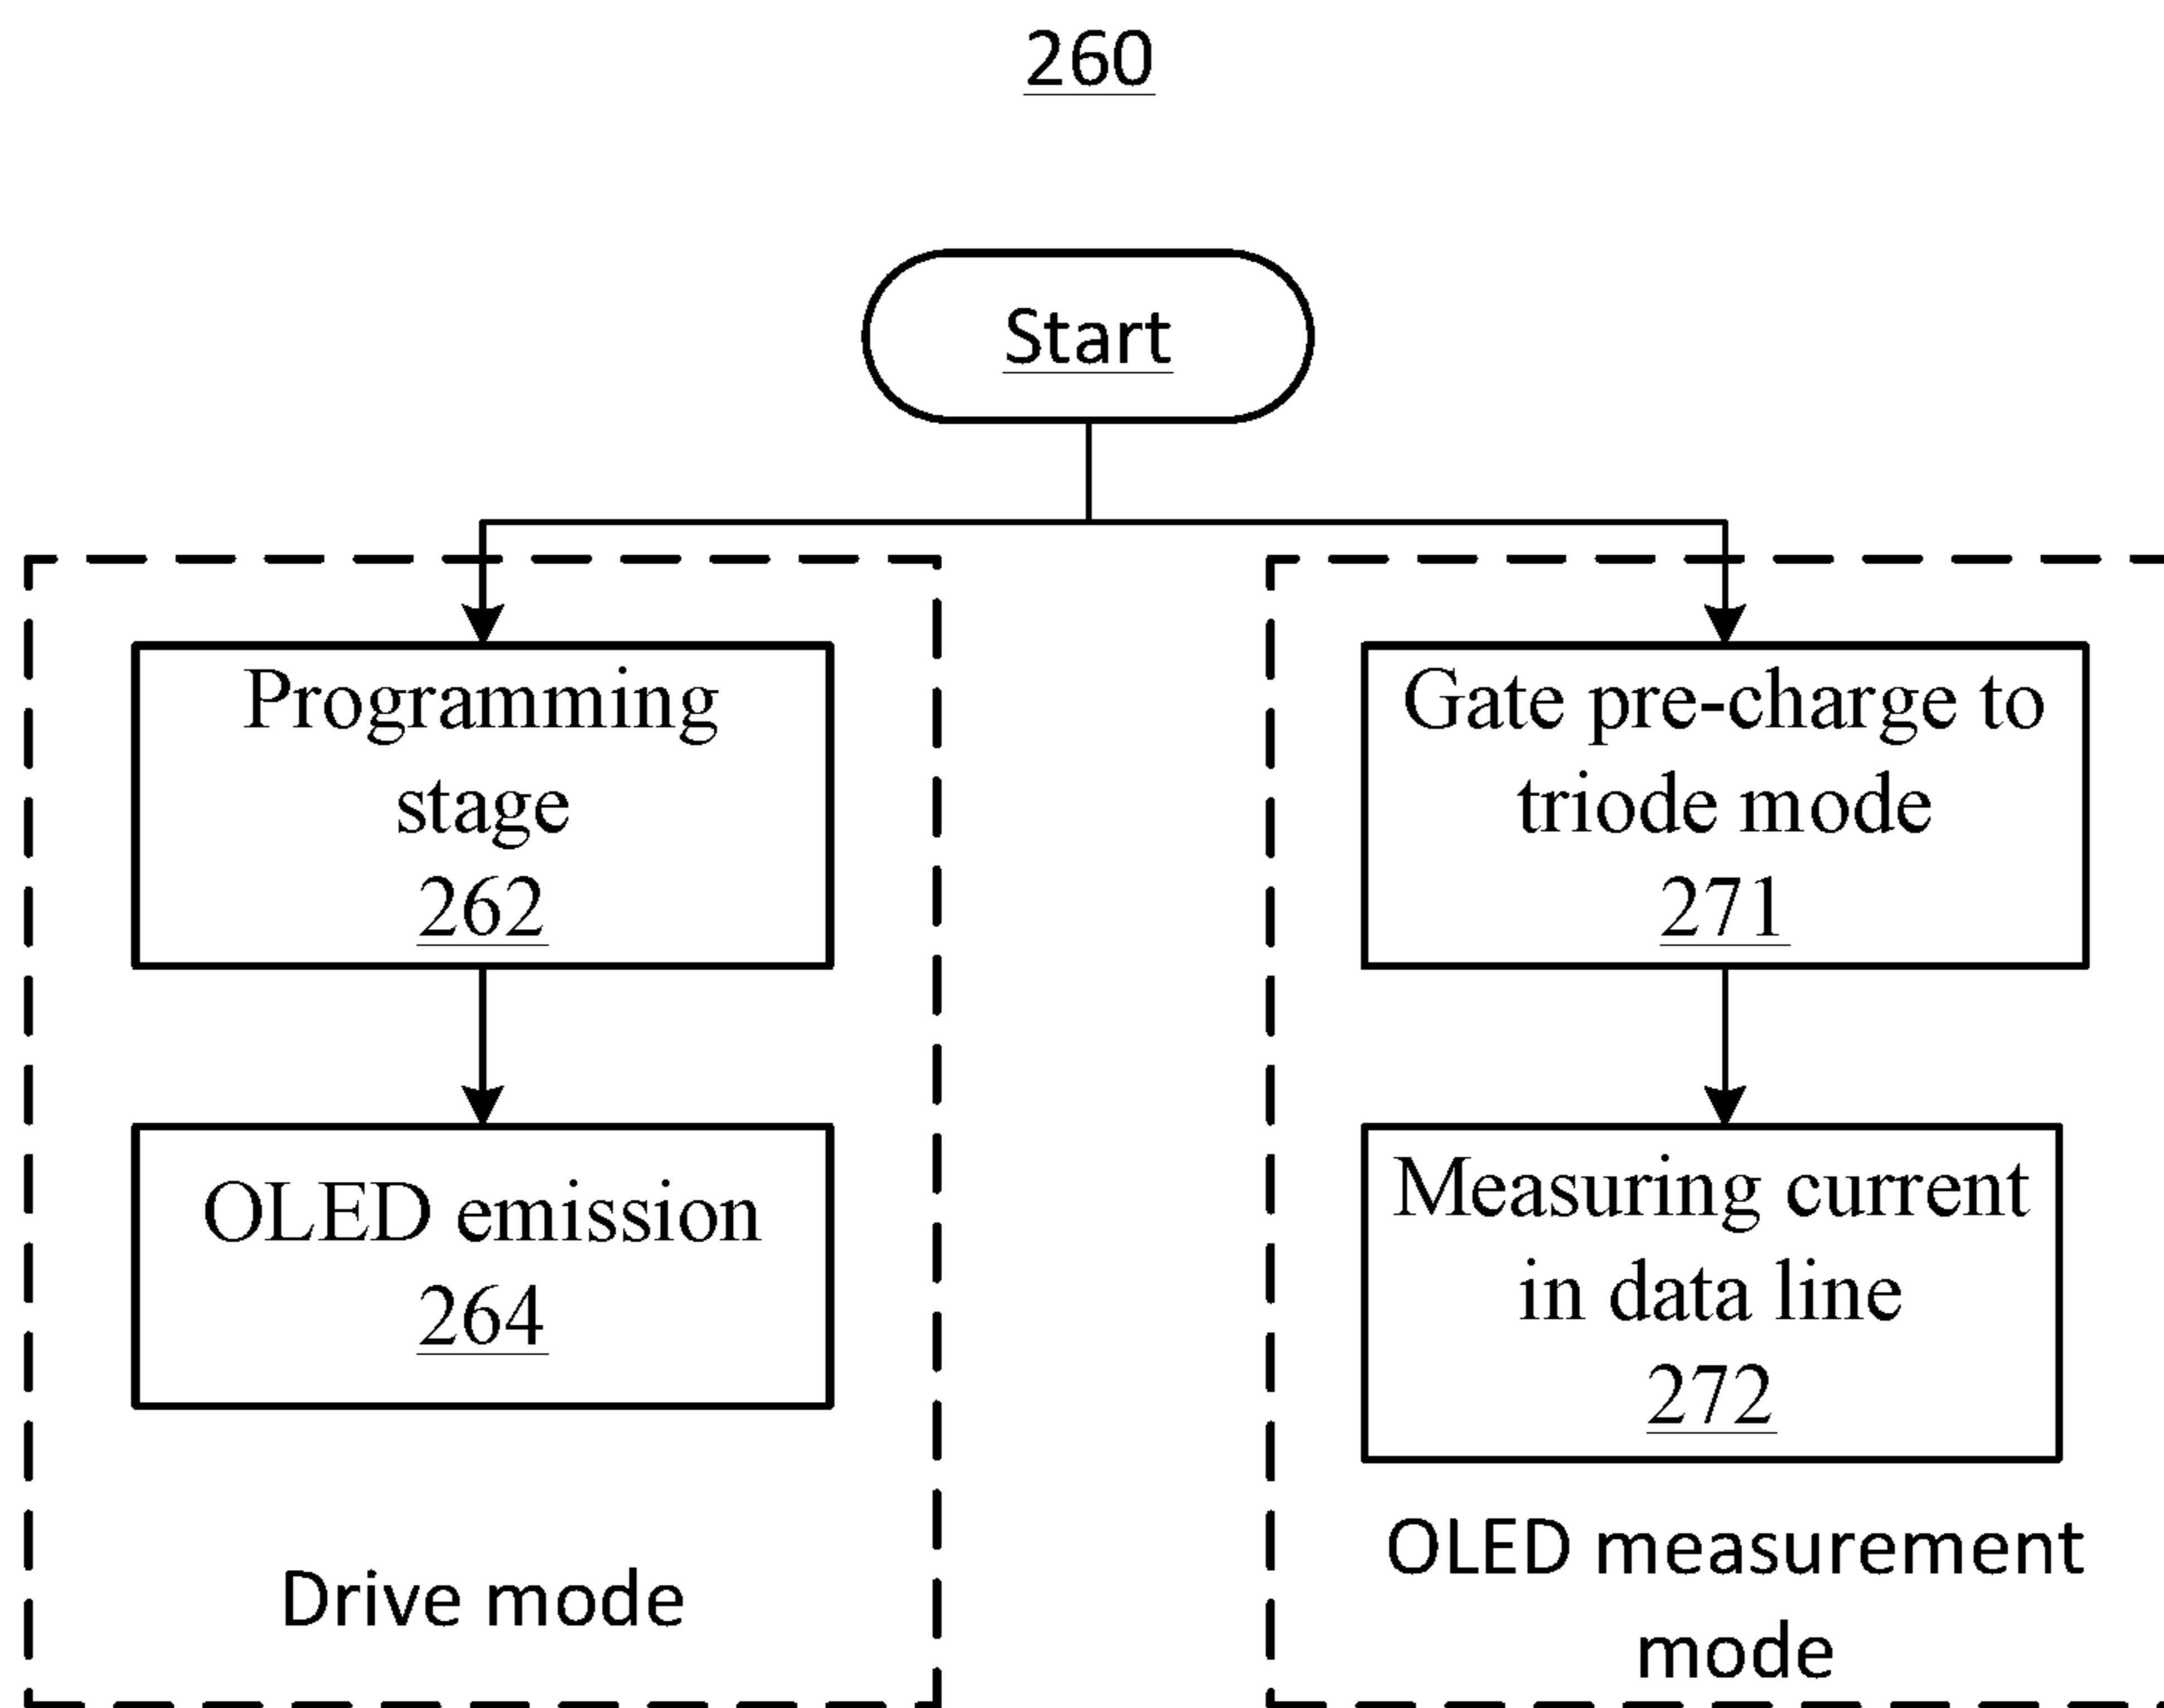 260
Start
Programming
stage
262
OLED emission
264
Drive mode
Gate pre-charge to
triode mode
271
Measuring current
in data line
272
OLED measurement
mode